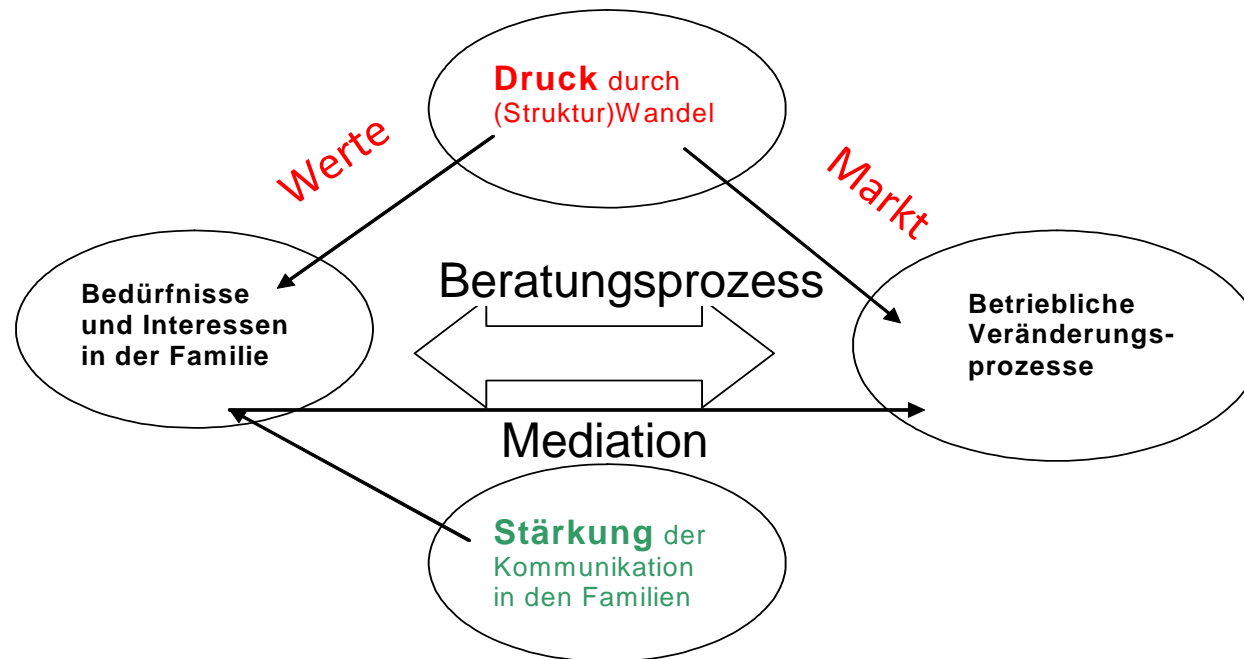 Druck durch
(Struktur)Wandel
Werte
Markt
Beratungsprozess
Bedürfnisse
und Interessen
in der Familie
Betriebliche
Veränderungs-
prozesse
Mediation
Stärkung der
Kommunikation
in den Familien